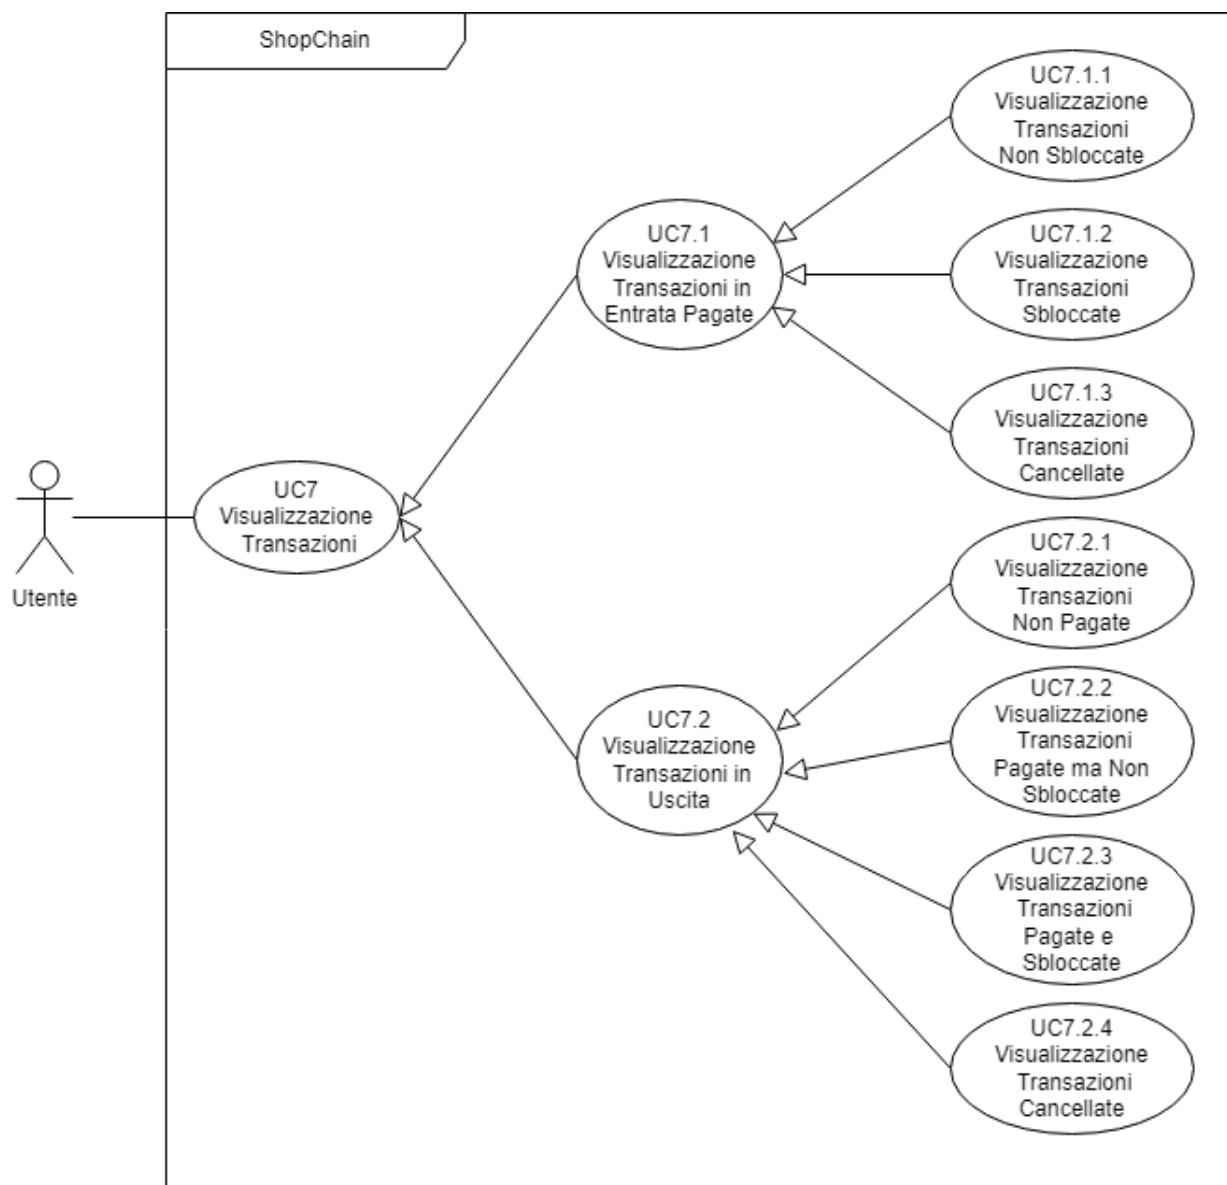 ShopChain
UC7.1.1
Visualizzazione
Transazioni
Non Sbloccate
UC7.1
Visualizzazione
Transazioni in
Entrata Pagate
UC7.1.2
Visualizzazione
Transazioni
Sbloccate
UC7.1.3
Visualizzazione
Transazioni
Cancellate
Utente
UC7
Visualizzazione
Transazioni
UC7.2.1
Visualizzazione
Transazioni
Non Pagate
UC7.2
Visualizzazione
Transazioni in
Uscita
UC7.2.2
Visualizzazione
Transazioni
Pagate ma Non
Sbloccate
UC7.2.3
Visualizzazione
Transazioni
Pagate e
Sbloccate
UC7.2.4
Visualizzazione
Transazioni
Cancellate